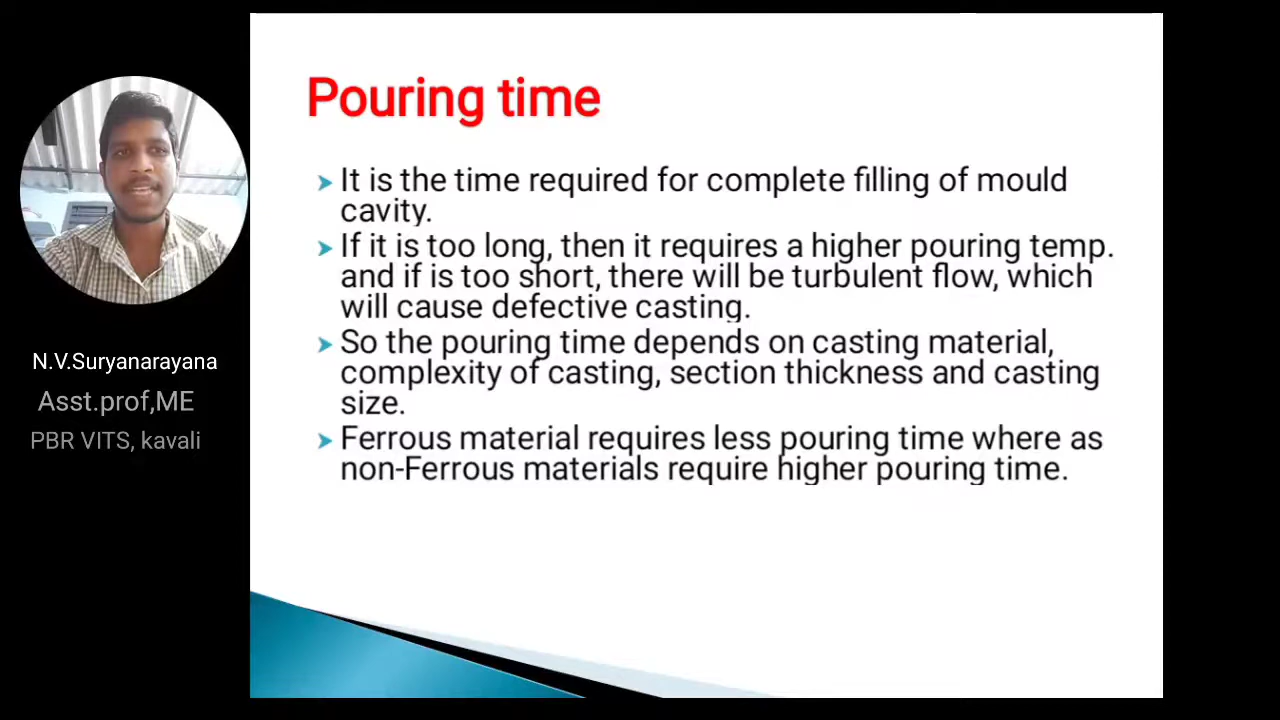 Pouring time
It is the time required for complete filling of mould
cavity.
If it is too long, then it requires a higher pouring temp.
and if is too short, there will be turbulent flow, which
will cause defective casting.
So the pouring time depends on casting material,
complexity of casting, section thickness and casting
size.
Ferrous material requires less pouring time where as
non-Ferrous materials require higher pouring time.
N.V.Suryanarayana
Asst.prof,ME
PBR VITS, kavali